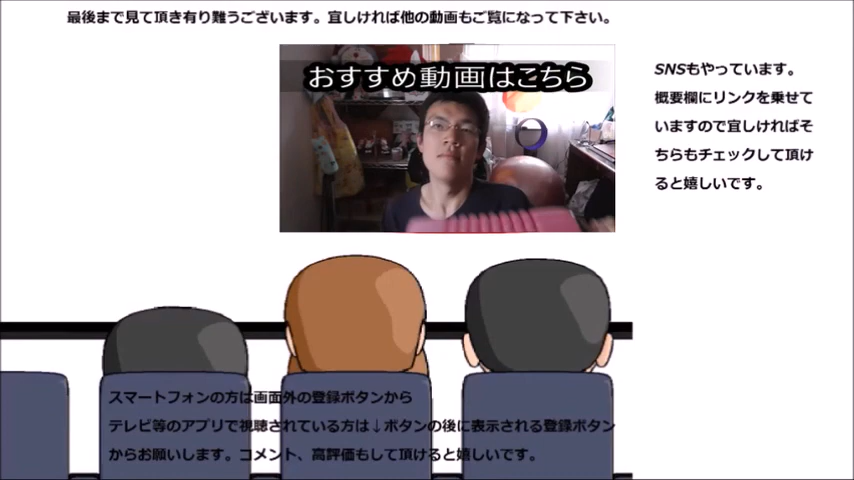 最後まで見て頂き有り難うございます。宜しければ他の動画もご覧になって下さい。
おすすめ動画はこちら
SNSもやっています。
概要欄にリンクを乗せて
いますので宜しければそ
ちらもチェックして頂け
ると嬉しいです。
スマートフォンの方は画面外の登録ボタンから
テレビ等のアプリで視聴されている方は↓ボタンの後に表示される登録ボタン
からお願いします。コメント、高評価もして頂けると嬉しいです。